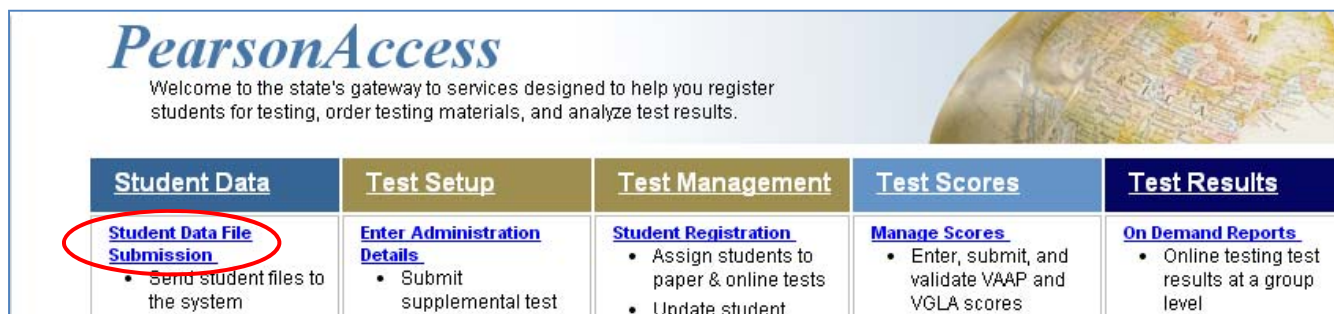 PearsonAccess
Welcome to the state's gateway to services designed to help you register
students for testing, order testing materials, and analyze test results.
Student Data
Test Setup
Test Management
Test Scores
Test Results
Student Data File
Submission
• Send student files to
the system
Enter Administration
Details
• Submit
supplemental test
Student Registration
• Assign students to
paper & online tests
• Update student
Manage Scores
• Enter, submit, and
validate VAAP and
VGLA scores
On Demand Reports
• Online testing test
results at a group
level